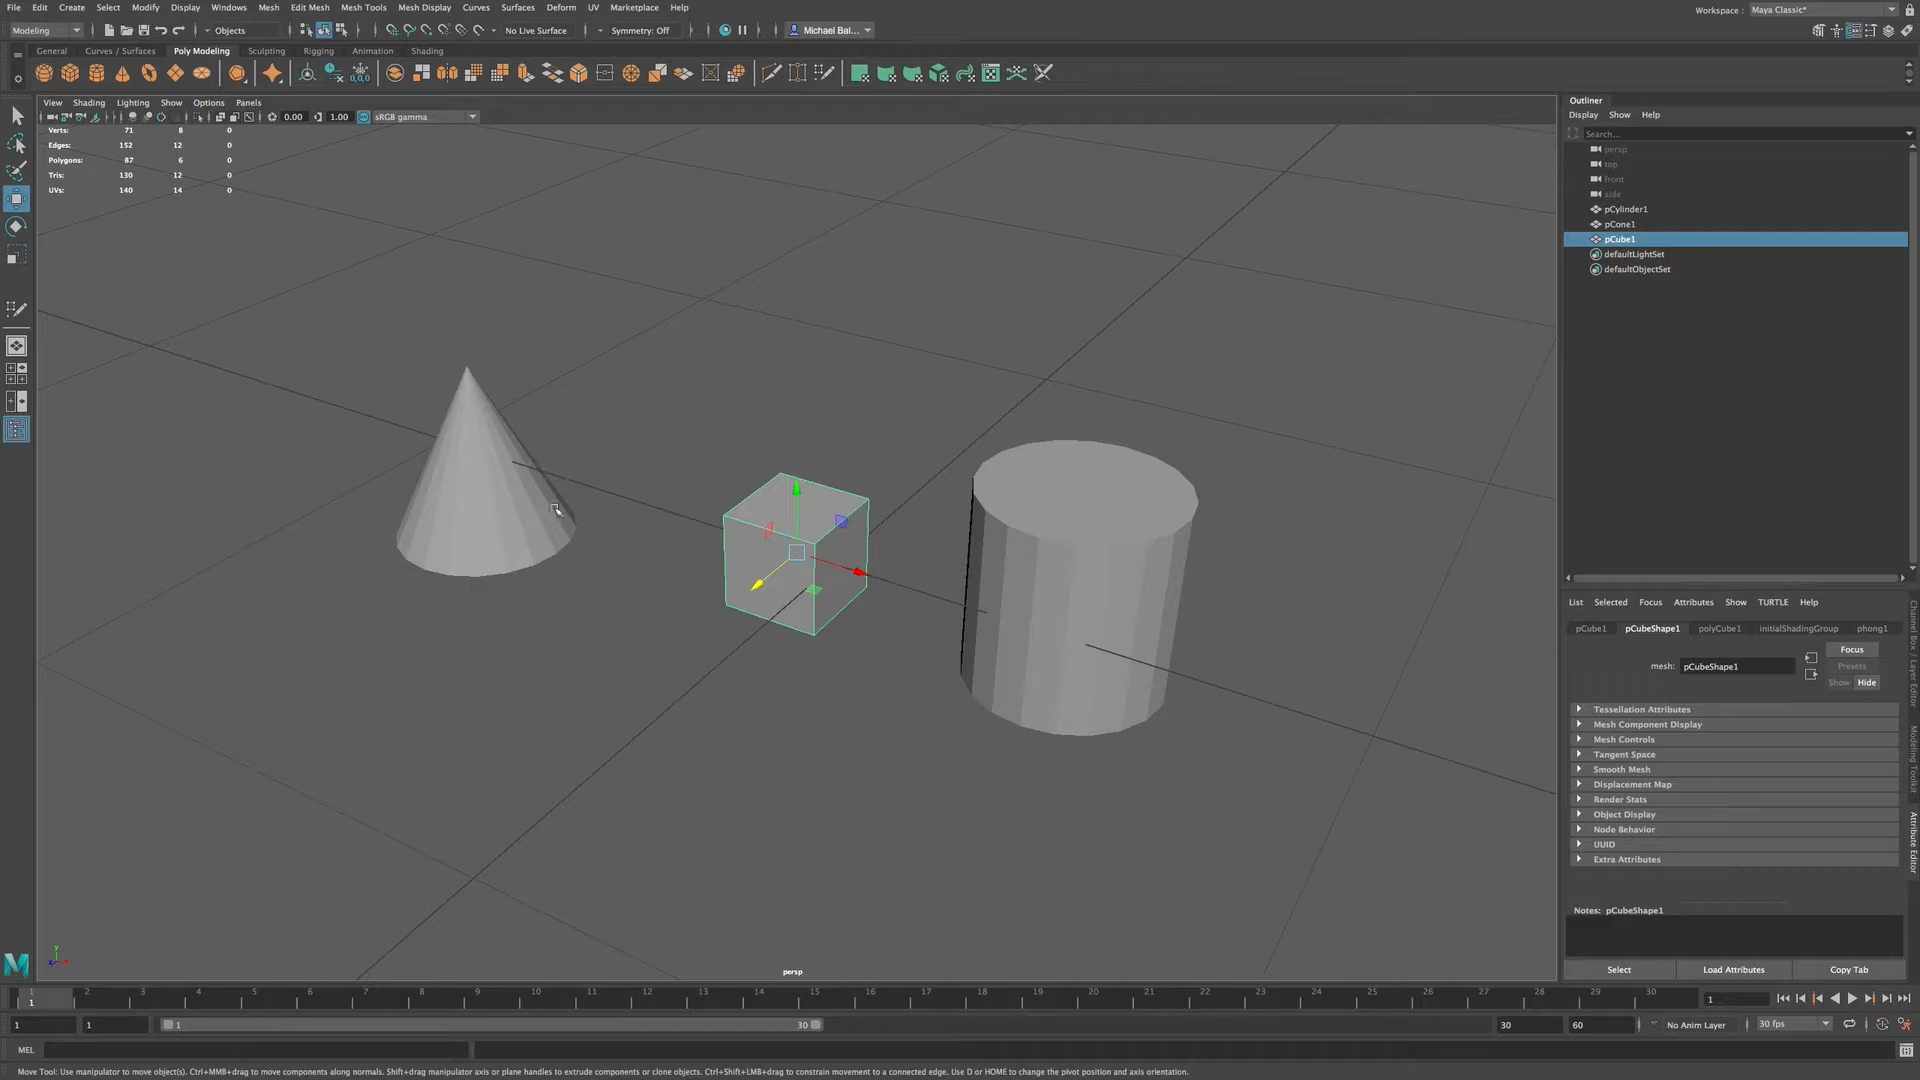 File Edit Create Select Modify Display Windows Mesh Edit Mesh Mesh Tools Mesh Display Curves Surfaces Deform UV Marketplace Help
Workspace : Maya Classic*
Modeling Objects No Live Surface Symmetry: Off Michael Bal...
General Curves / Surfaces Poly Modeling Sculpting Rigging Animation Shading
View Shading Lighting Show Options Panels
0.00 1.00 sRGB gamma
Verts: 71 8 0
Edges: 152 12 0
Polygons: 87 6 0
Tris: 130 12 0
UVs: 140 14 0
persp
Outliner
Display Show Help
Search...
persp
top
front
side
pCylinder1
pCone1
pCube1
defaultLightSet
defaultObjectSet
List Selected Focus Attributes Show TURTLE Help
pCube1 pCubeShape1 polyCube1 initialShadingGroup phong1
Focus
mesh: pCubeShape1
Presets
Show Hide
Tessellation Attributes
Mesh Component Display
Mesh Controls
Tangent Space
Smooth Mesh
Displacement Map
Render Stats
Object Display
Node Behavior
UUID
Extra Attributes
Notes: pCubeShape1
Select Load Attributes Copy Tab
Channel Box / Layer Editor
Modeling Toolkit
Attribute Editor
1 2 3 4 5 6 7 8 9 10 11 12 13 14 15 16 17 18 19 20 21 22 23 24 25 26 27 28 29 30
1 1
1 1 1 30 30 60 No Anim Layer 30 fps
MEL
Move Tool: Use manipulator to move object(s). Ctrl+MMB+drag to move components along normals. Shift+drag manipulator axis or plane handles to extrude components or clone objects. Ctrl+Shift+LMB+drag to constrain movement to a connected edge. Use D or HOME to change the pivot position and axis orientation.